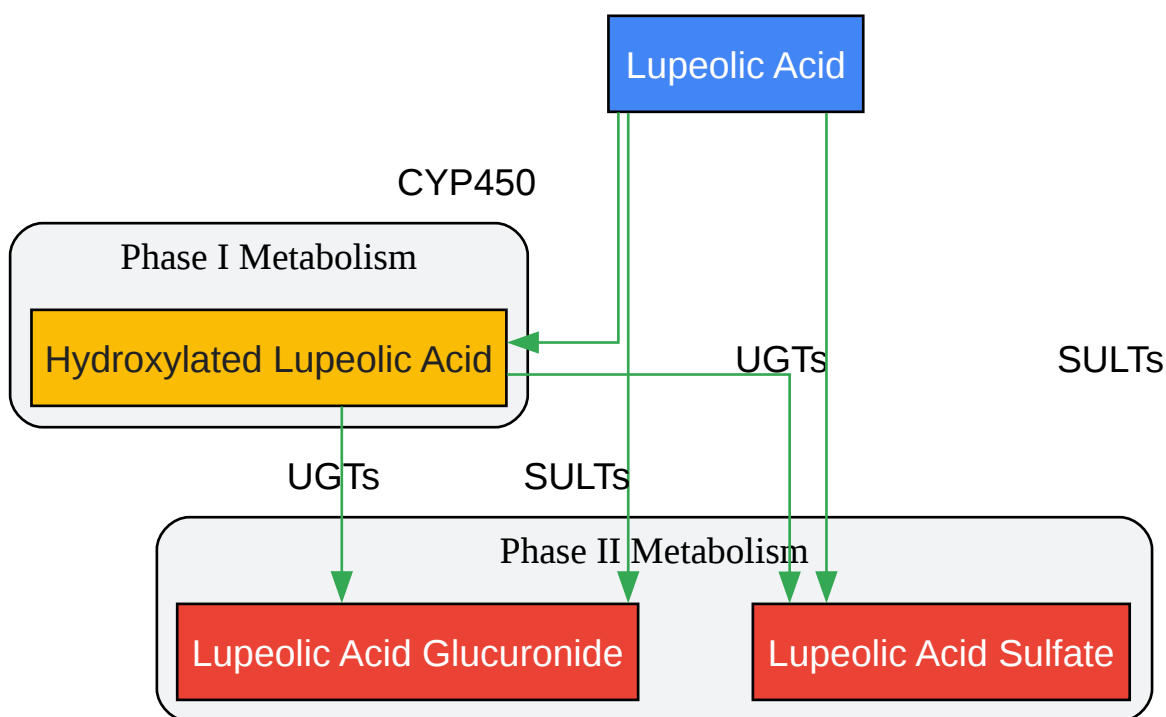 Lupeolic Acid
CYP450
Phase I Metabolism
Hydroxylated Lupeolic Acid
UGTs
SULTs
UGTs
SULTs
Phase II Metabolism
Lupeolic Acid Glucuronide
Lupeolic Acid Sulfate